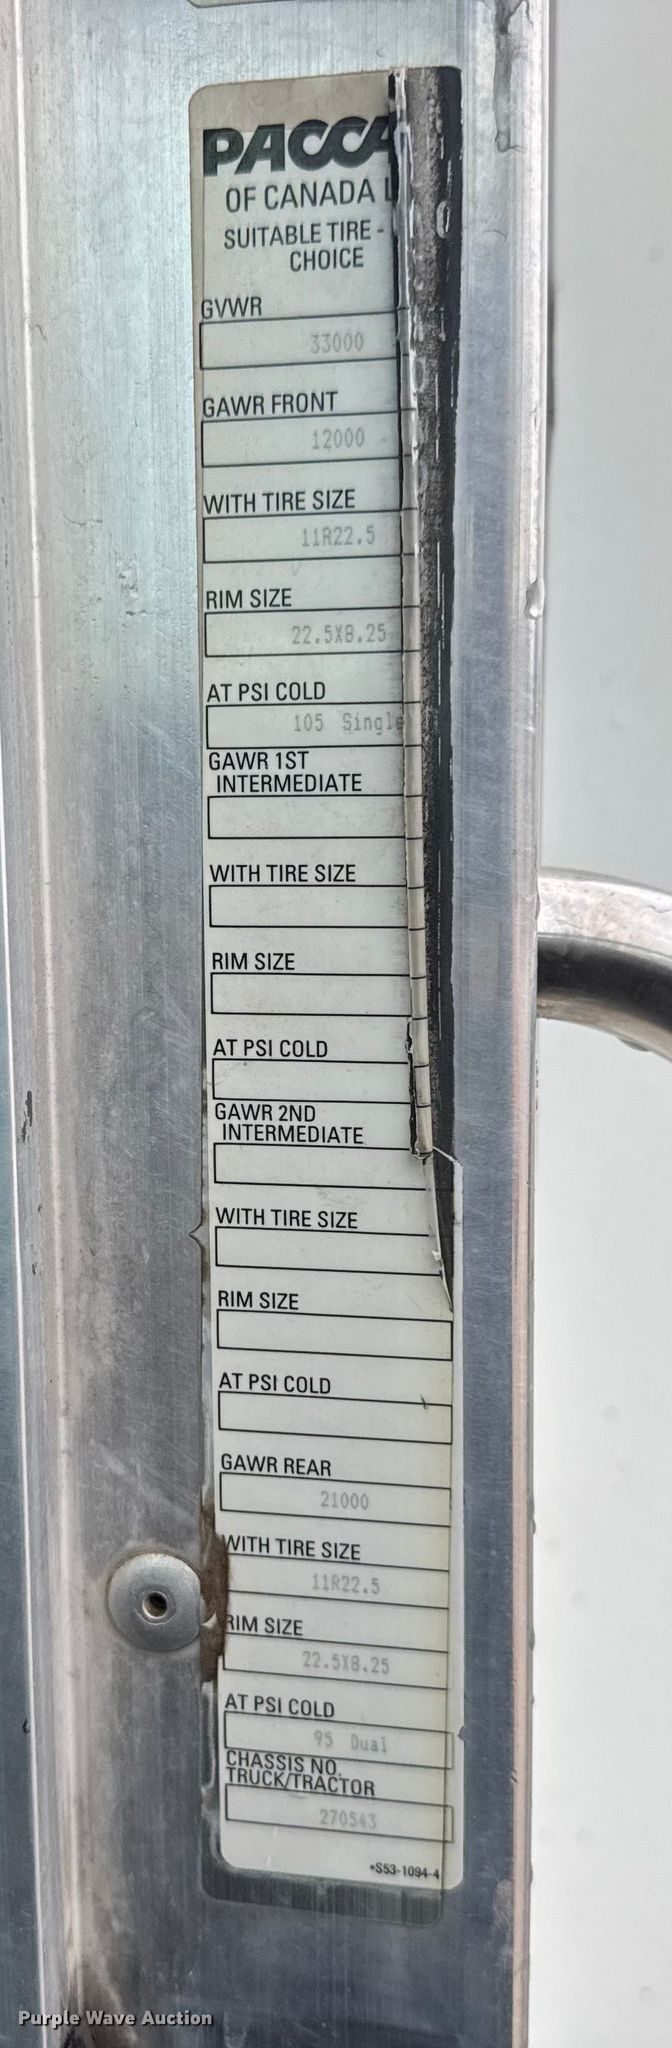 PACCA
OF CANADA L
SUITABLE TIRE -
CHOICE
GVWR
33000
GAWR FRONT
12000 -
WITH TIRE SIZE
11R22.5
RIM SIZE
22.5X8.25
AT PSI COLD
105 Single
GAWR 1ST
INTERMEDIATE
WITH TIRE SIZE
RIM SIZE
AT PSI COLD
GAWR 2ND
INTERMEDIATE
WITH TIRE SIZE
RIM SIZE
AT PSI COLD
GAWR REAR
21000
WITH TIRE SIZE
11R22.5
RIM SIZE
22.5X8.25
AT PSI COLD
95 Dual
CHASSIS NO.
TRUCK/TRACTOR
270543
•S53-1094-4
Purple Wave Auction